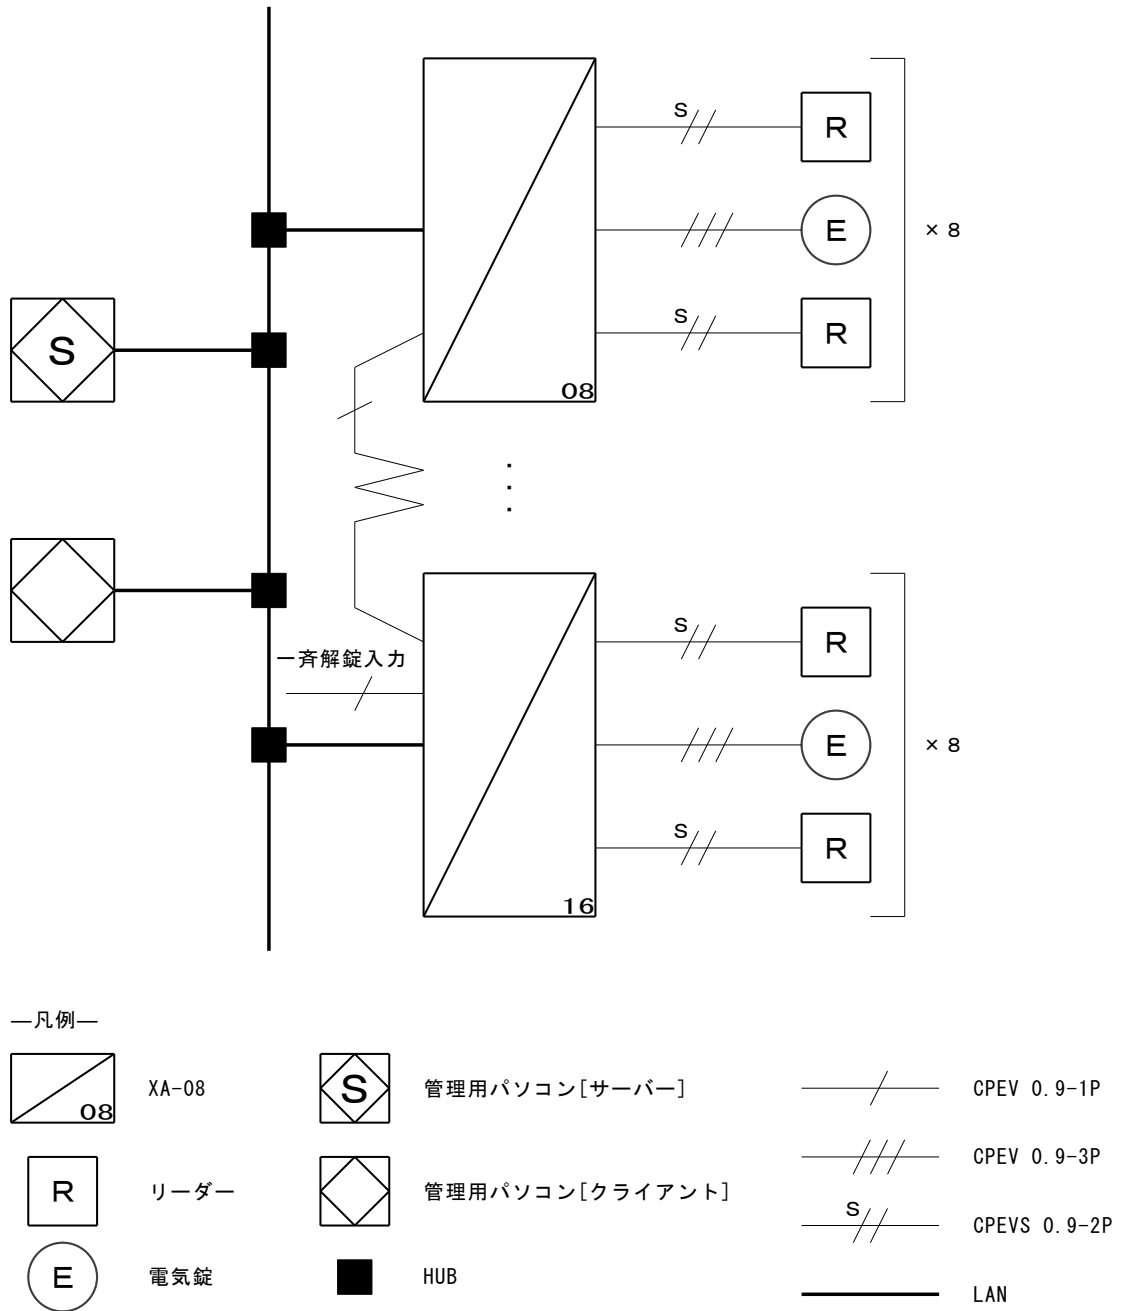 S
R
E
× 8
S
R
S
08
一斉解錠入力
S
R
E
× 8
S
R
16
―凡例―
08
XA-08
S
管理用パソコン[サーバー]
CPEV 0.9-1P
CPEV 0.9-3P
R
リーダー
管理用パソコン[クライアント]
S
CPEVS 0.9-2P
E
電気錠
HUB
LAN